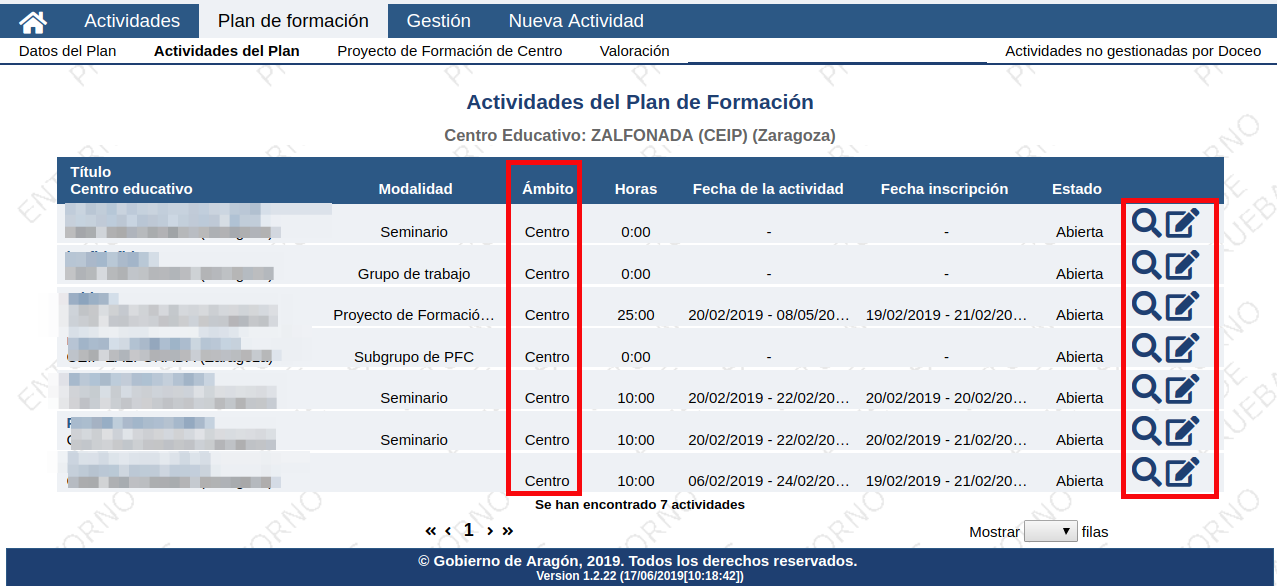 Actividades Plan de formación Gestión Nueva Actividad
Datos del Plan Actividades del Plan Proyecto de Formación de Centro Valoración Actividades no gestionadas por Doceo
Actividades del Plan de Formación
Centro Educativo: ZALFONADA (CEIP) (Zaragoza)
Título
Centro educativo Modalidad Ámbito Horas Fecha de la actividad Fecha inscripción Estado
Seminario Centro 0:00 - - Abierta
Grupo de trabajo Centro 0:00 - - Abierta
Proyecto de Formació… Centro 25:00 20/02/2019 - 08/05/20… 19/02/2019 - 21/02/20… Abierta
Subgrupo de PFC Centro 0:00 - - Abierta
Seminario Centro 10:00 20/02/2019 - 22/02/20… 20/02/2019 - 20/02/20… Abierta
Seminario Centro 10:00 20/02/2019 - 22/02/20… 20/02/2019 - 21/02/20… Abierta
Centro 10:00 06/02/2019 - 24/02/20… 19/02/2019 - 21/02/20… Abierta
Se han encontrado 7 actividades
« ‹ 1 › » Mostrar filas
© Gobierno de Aragón, 2019. Todos los derechos reservados.
Version 1.2.22 (17/06/2019[10:18:42])